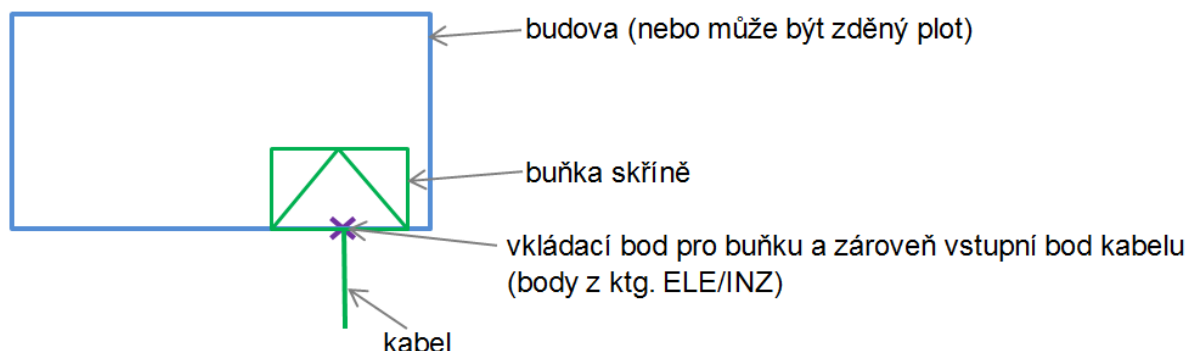 budova (nebo může být zděný plot)
buňka skříně
vkládací bod pro buňku a zároveň vstupní bod kabelu
(body z ktg. ELE/INZ)
kabel